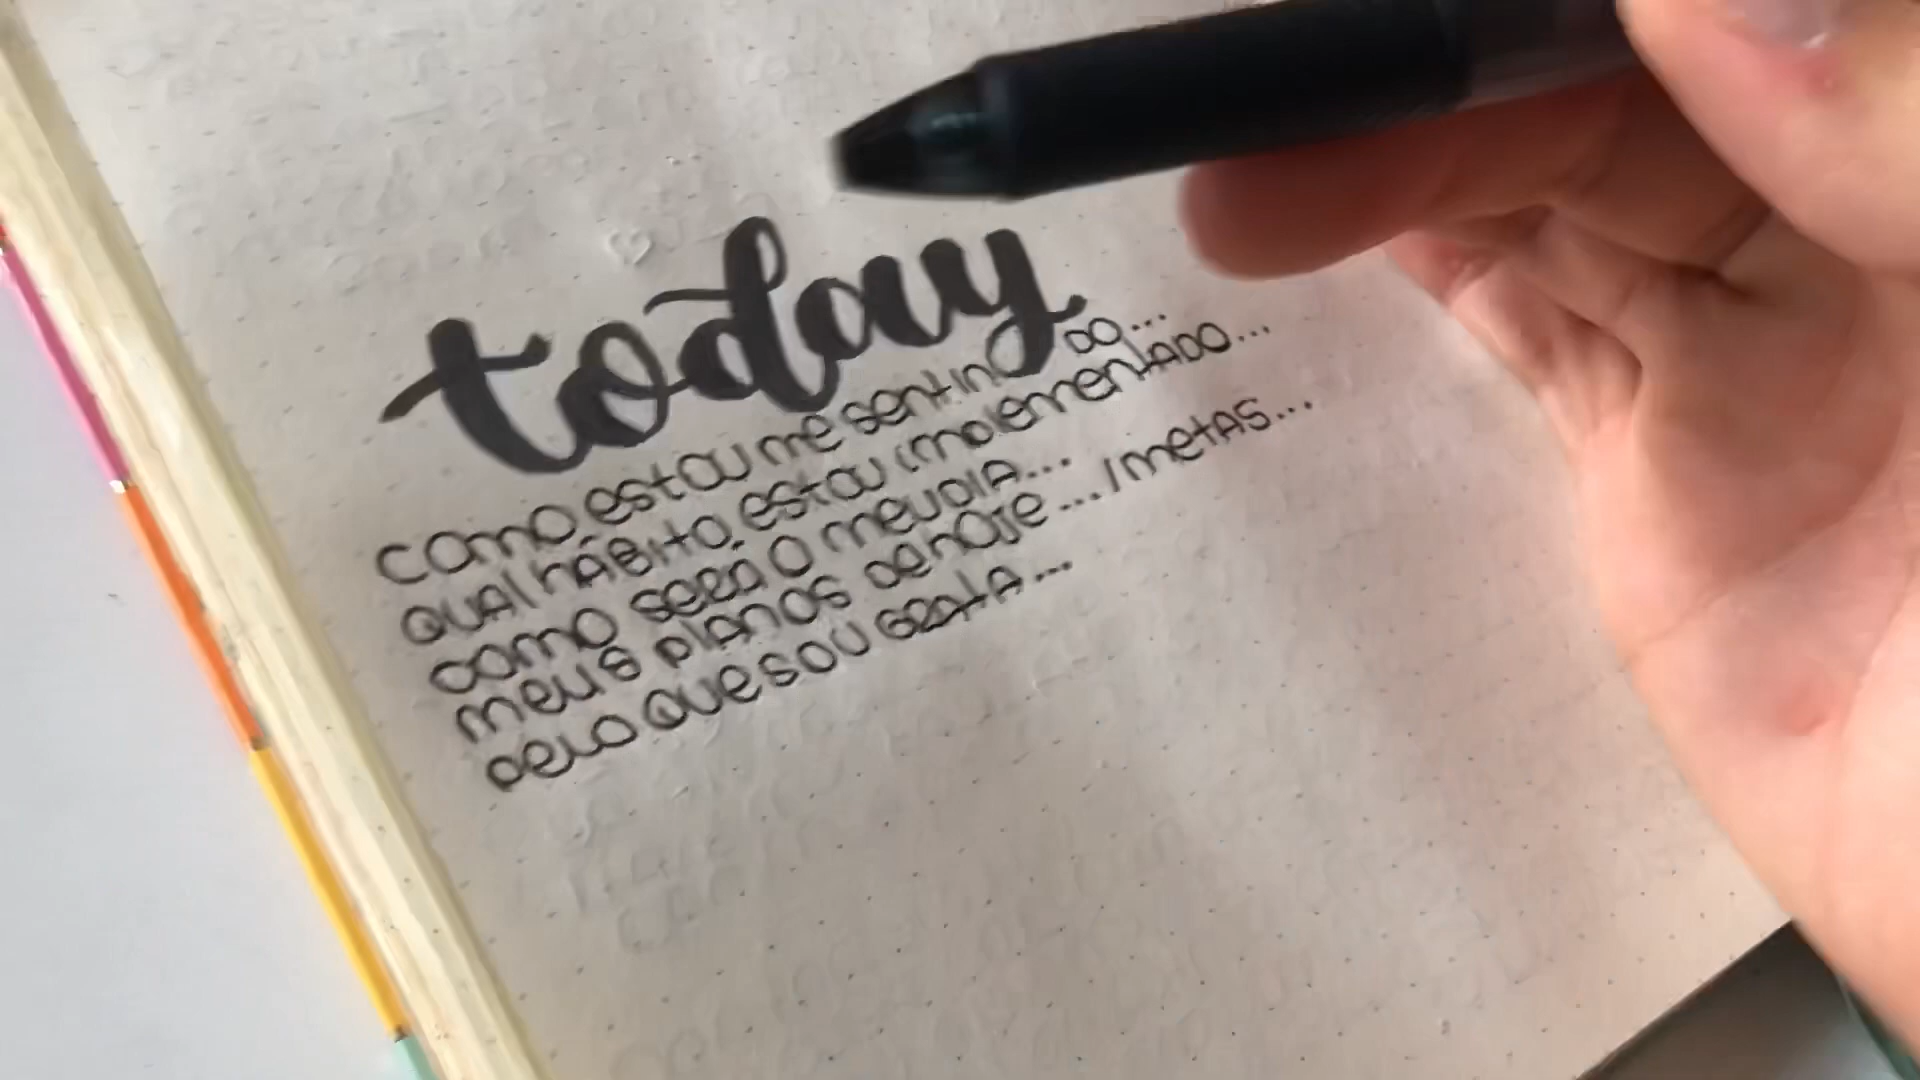 today
como estou me sentindo...
qual hábito estou implementado...
como será o meu dia...
meus planos de hoje.../metas...
pelo que sou grata...